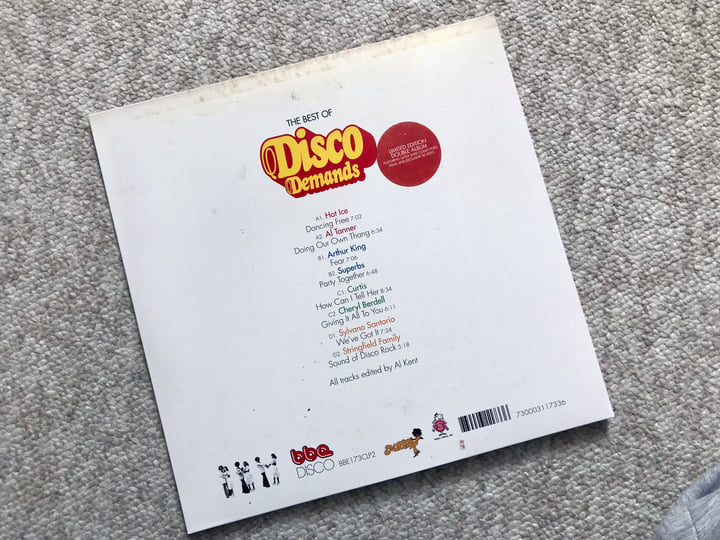 THE BEST OF
Disco
Demands
LIMITED EDITION
DOUBLE ALBUM
A1. Hot Ice
Dancing Free 7:02
A2. Al Tanner
Doing Our Own Thang 6:34
B1. Arthur King
Fear 7:06
B2. Superbs
Party Together 6:48
C1. Curtis
How Can I Tell Her 8:34
C2. Cheryl Berdell
Giving It All To You 6:11
D1. Sylvano Santorio
We've Got It 7:24
D2. Stringfield Family
Sound of Disco Rock 5:18
All tracks edited by Al Kent
bbe
DISCO
BBE173CLP2
730003117336